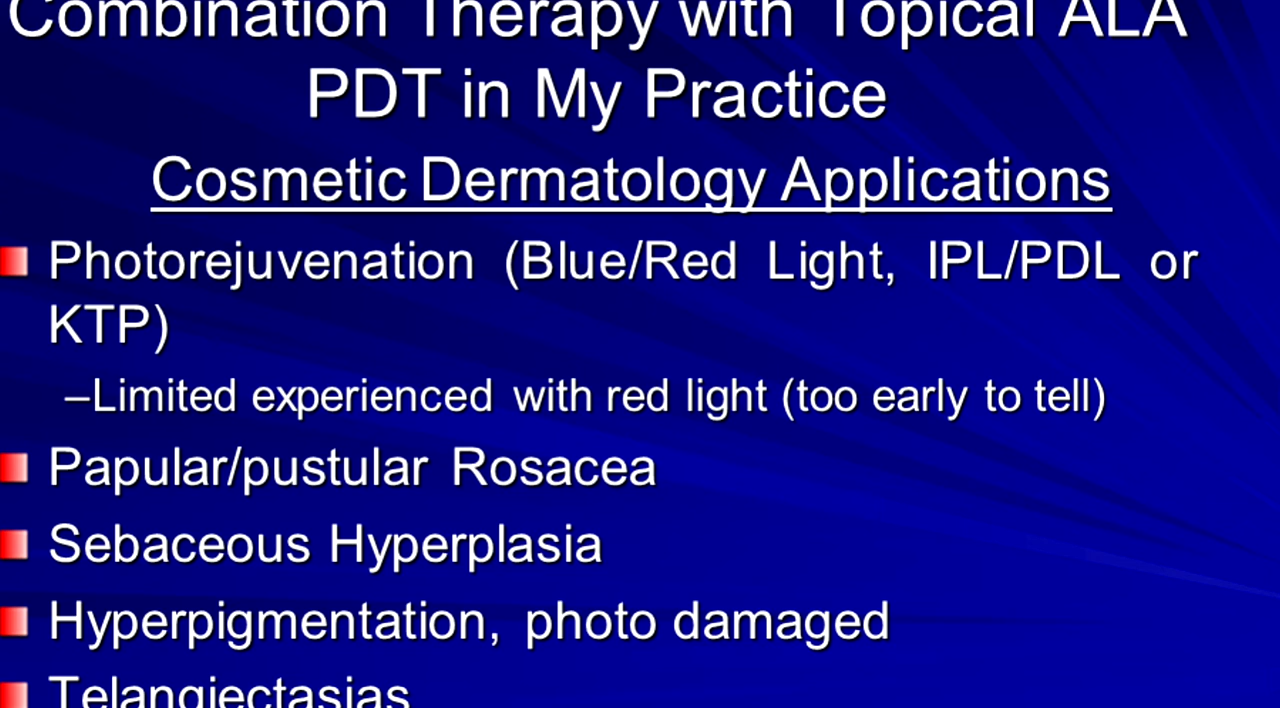 Combination Therapy with Topical ALA
PDT in My Practice
Cosmetic Dermatology Applications
Photorejuvenation (Blue/Red Light, IPL/PDL or
KTP)
–Limited experienced with red light (too early to tell)
Papular/pustular Rosacea
Sebaceous Hyperplasia
Hyperpigmentation, photo damaged
Telangiectasias